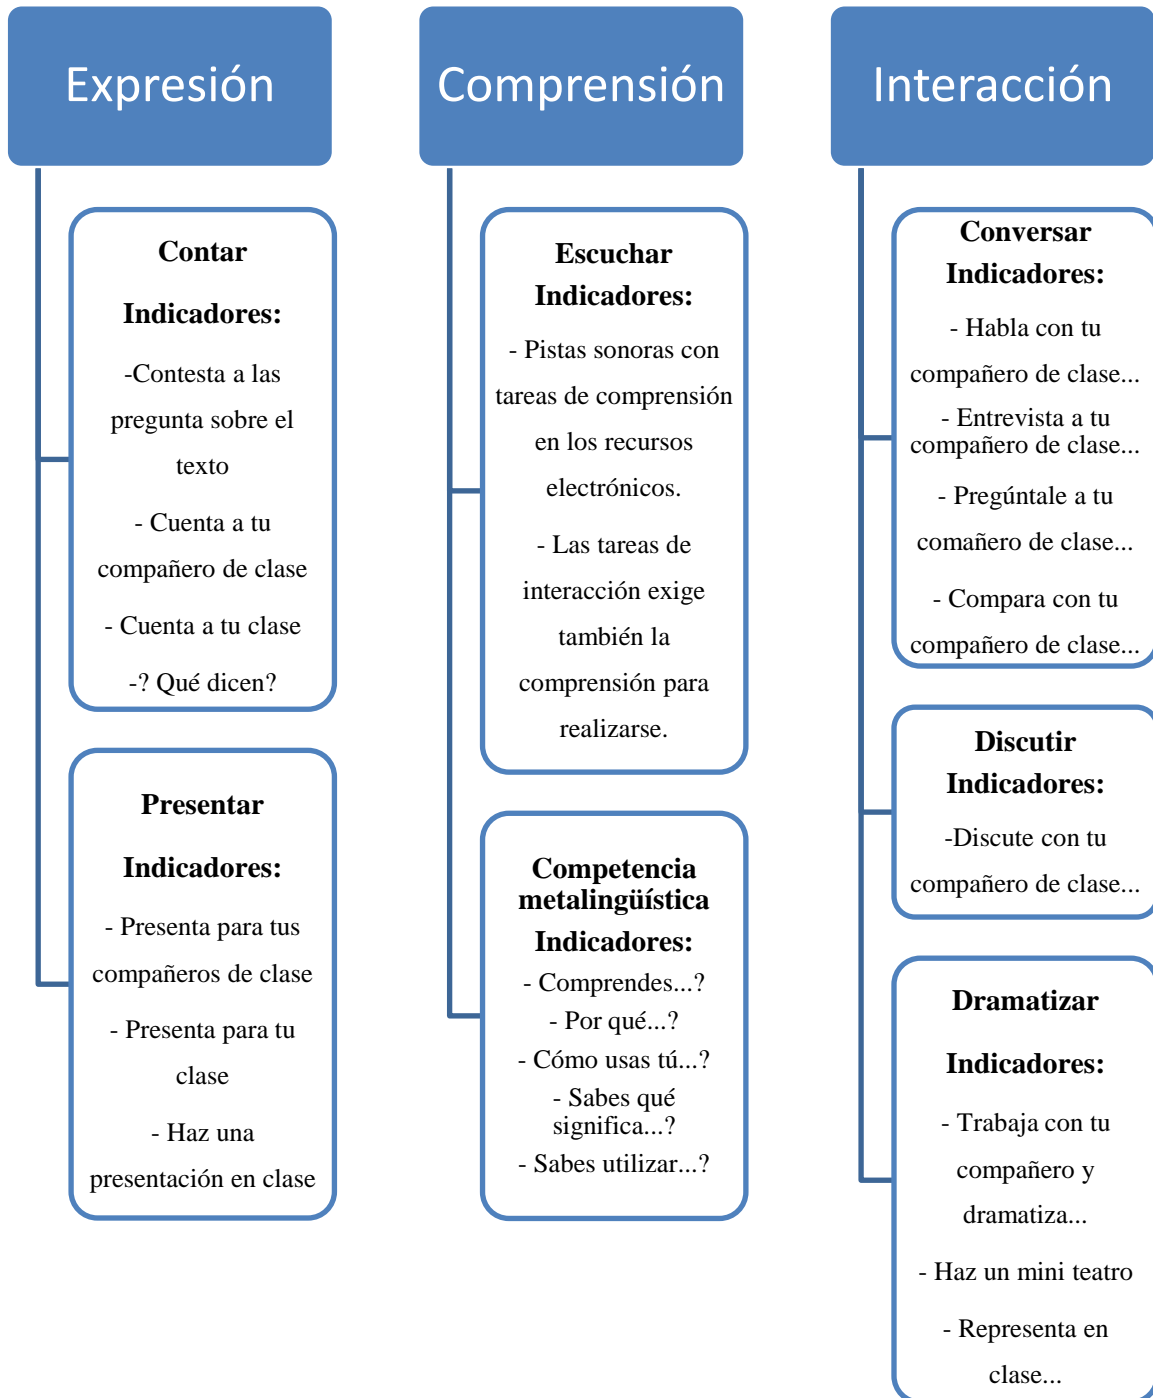 Expresión
Contar
Indicadores:
-Contesta a las
pregunta sobre el
texto
- Cuenta a tu
compañero de clase
- Cuenta a tu clase
-? Qué dicen?
Presentar
Indicadores:
- Presenta para tus
compañeros de clase
- Presenta para tu
clase
- Haz una
presentación en clase
Comprensión
Escuchar
Indicadores:
- Pistas sonoras con
tareas de comprensión
en los recursos
electrónicos.
- Las tareas de
interacción exige
también la
comprensión para
realizarse.
Competencia
metalingüística
Indicadores:
- Comprendes...?
- Por qué...?
- Cómo usas tú...?
- Sabes qué
significa...?
- Sabes utilizar...?
Interacción
Conversar
Indicadores:
- Habla con tu
compañero de clase...
- Entrevista a tu
compañero de clase...
- Pregúntale a tu
comañero de clase...
- Compara con tu
compañero de clase...
Discutir
Indicadores:
-Discute con tu
compañero de clase...
Dramatizar
Indicadores:
- Trabaja con tu
compañero y
dramatiza...
- Haz un mini teatro
- Representa en
clase...